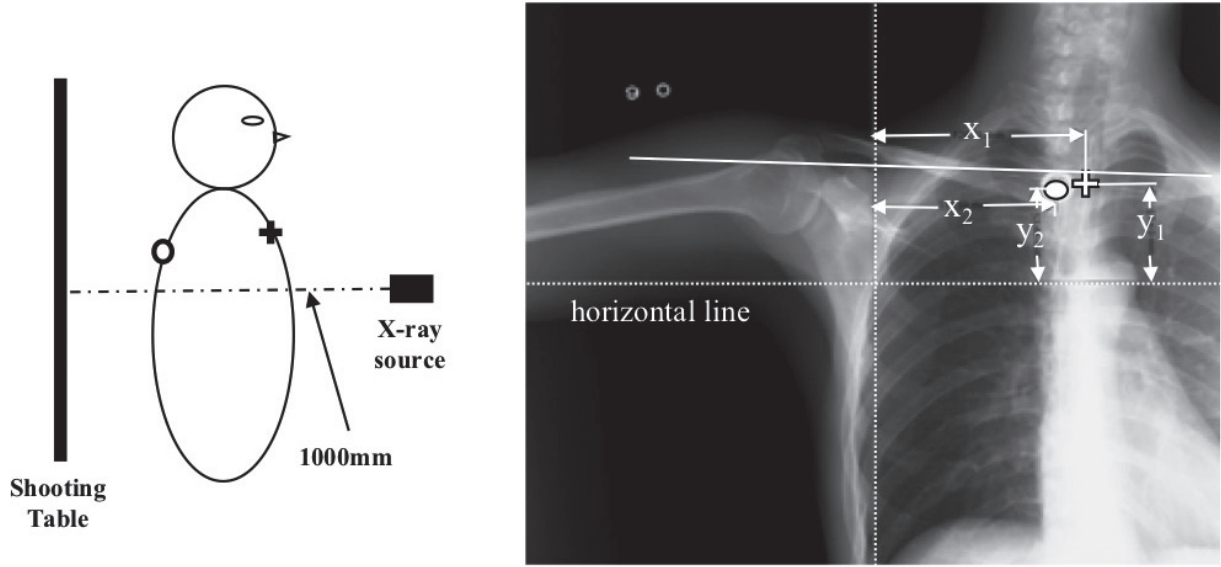 X-ray
source
1000mm
Shooting
Table
x₁
x₂
y₂
y₁
horizontal line